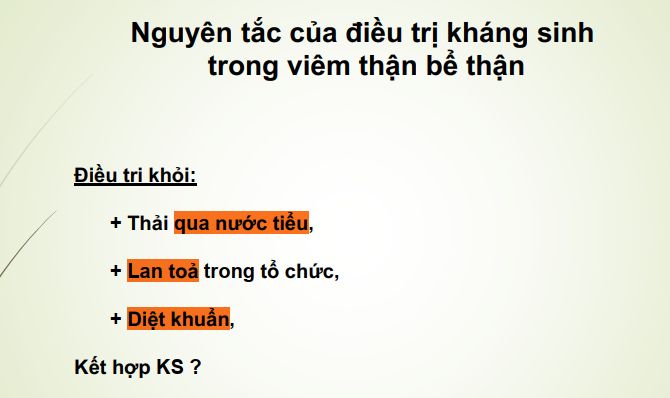 Nguyên tắc của điều trị kháng sinh
trong viêm thận bể thận
Điều tri khỏi:
+ Thải qua nước tiểu,
+ Lan toả trong tổ chức,
+ Diệt khuẩn,
Kết hợp KS ?